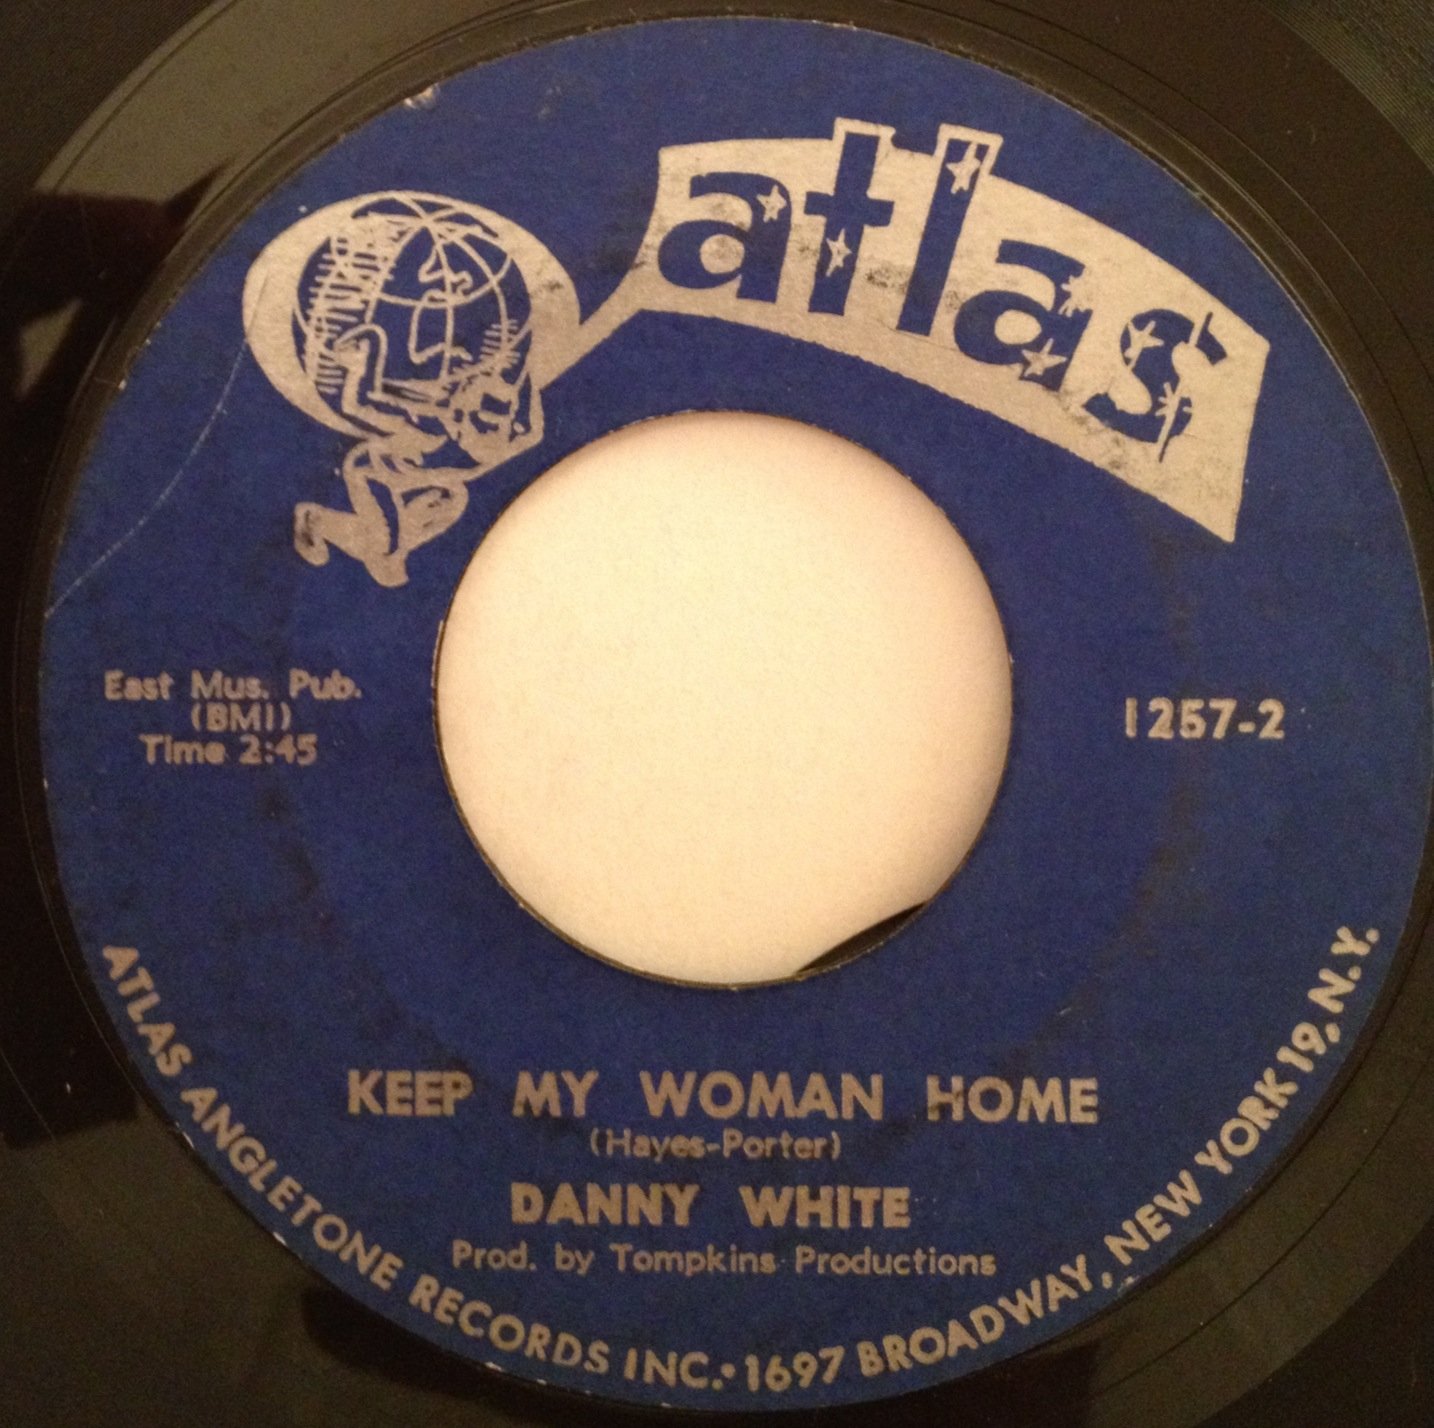 atlas
East Mus. Pub.
(BMI)
Time 2:45
1257-2
KEEP MY WOMAN HOME
(Hayes-Porter)
DANNY WHITE
Prod. by Tompkins Productions
ATLAS ANGLETONE RECORDS INC.·1697 BROADWAY, NEW YORK 19, N.Y.